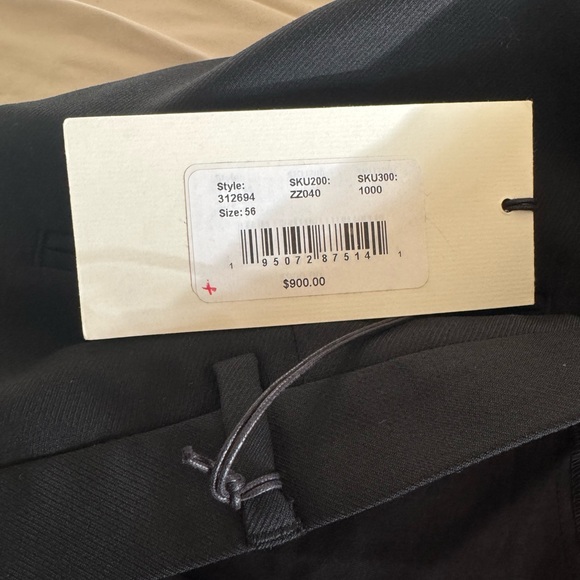 Style: SKU200: SKU300:
312694 ZZ040 1000
Size: 56
1 95072 87514 1
$900.00